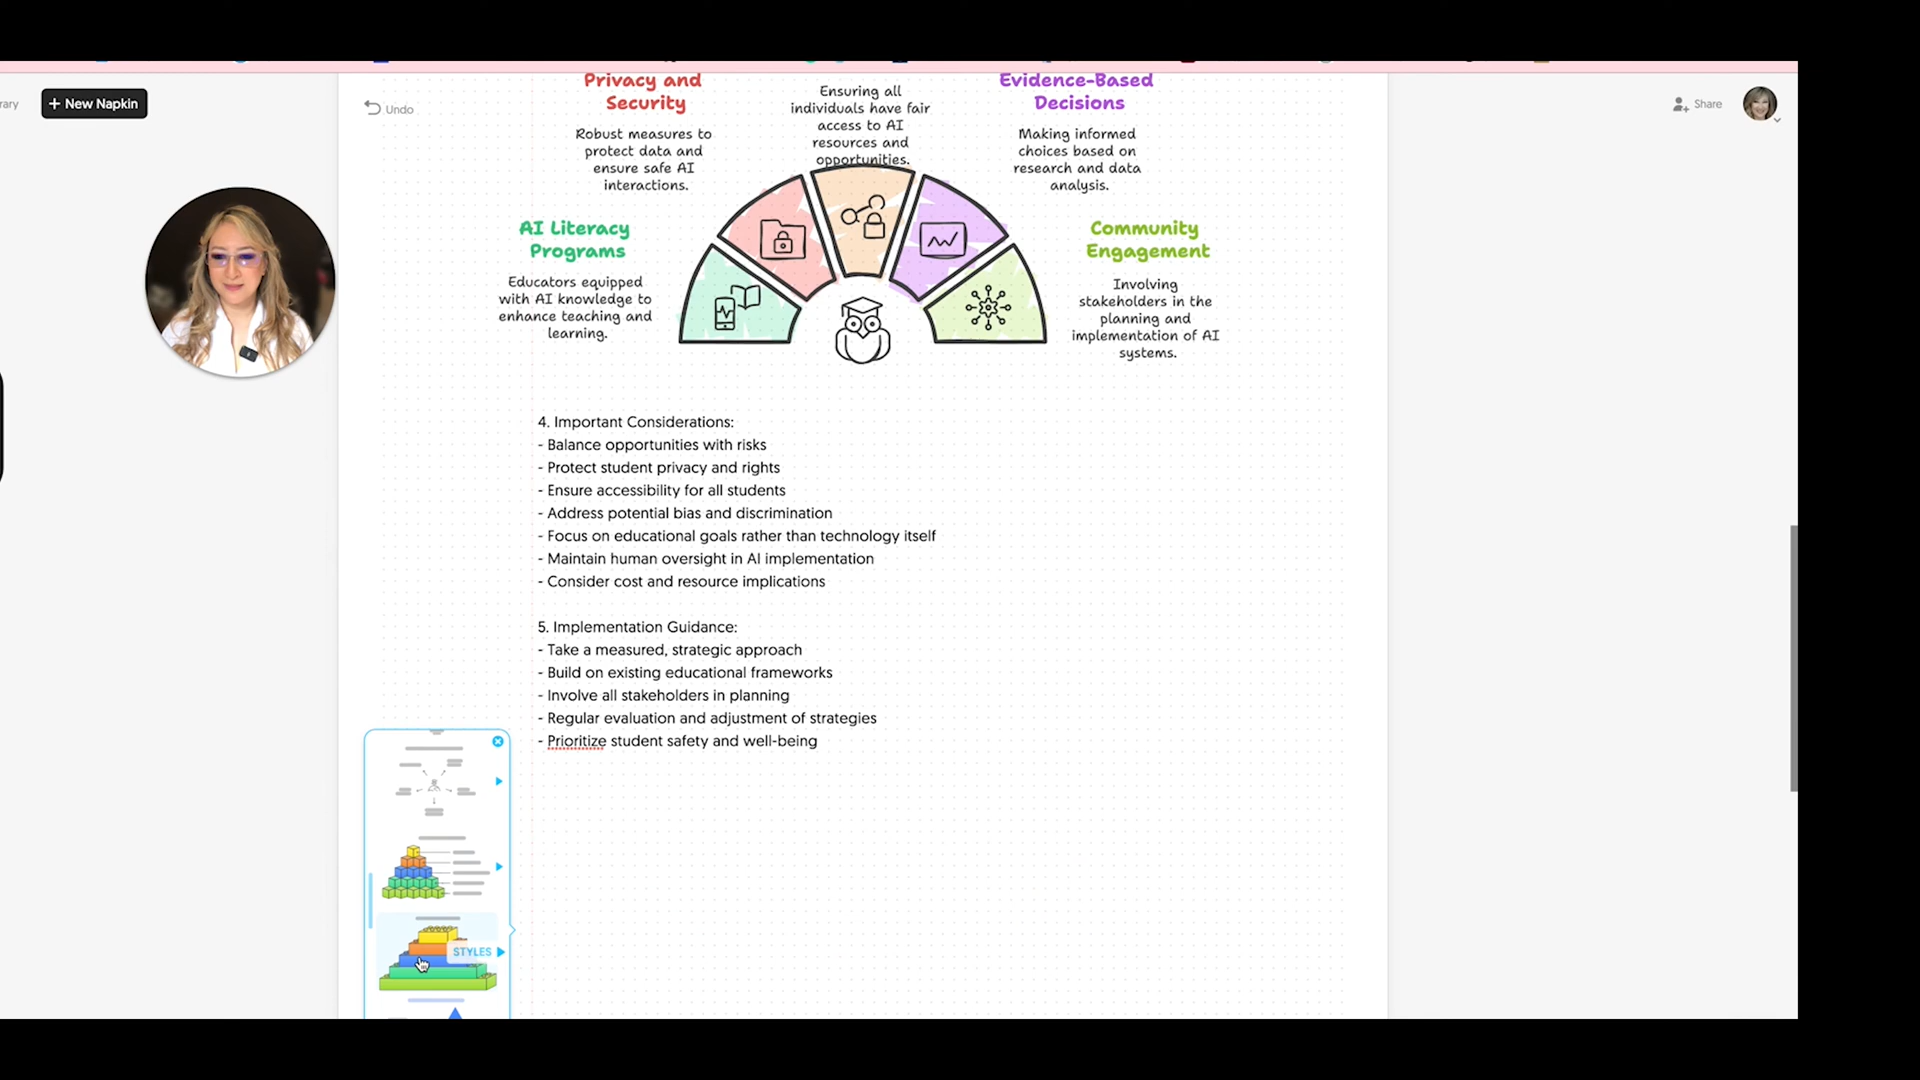 rary
+ New Napkin
Undo
Share
Privacy and
Security
Robust measures to
protect data and
ensure safe AI
interactions.
Ensuring all
individuals have fair
access to AI
resources and
opportunities.
Evidence-Based
Decisions
Making informed
choices based on
research and data
analysis.
AI Literacy
Programs
Educators equipped
with AI knowledge to
enhance teaching and
learning.
Community
Engagement
Involving
stakeholders in the
planning and
implementation of AI
systems.
4. Important Considerations:
- Balance opportunities with risks
- Protect student privacy and rights
- Ensure accessibility for all students
- Address potential bias and discrimination
- Focus on educational goals rather than technology itself
- Maintain human oversight in AI implementation
- Consider cost and resource implications
5. Implementation Guidance:
- Take a measured, strategic approach
- Build on existing educational frameworks
- Involve all stakeholders in planning
- Regular evaluation and adjustment of strategies
- Prioritize student safety and well-being
STYLES